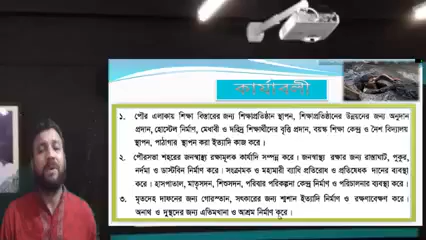 কার্যাবলী
১. পৌর এলাকায় শিক্ষা বিস্তারের জন্য শিক্ষাপ্রতিষ্ঠান স্থাপন, শিক্ষাপ্রতিষ্ঠানের উন্নয়নের জন্য অনুদান
প্রদান, হোস্টেল নির্মাণ, মেধাবী ও দরিদ্র শিক্ষার্থীদের বৃত্তি প্রদান, বয়স্ক শিক্ষা কেন্দ্র ও নৈশ বিদ্যালয়
স্থাপন, পাঠাগার স্থাপন করা ইত্যাদি কাজ করে।
২. পৌরসভা শহরের জনস্বাস্থ্য রক্ষামূলক কার্যাদি সম্পন্ন করে। জনস্বাস্থ্য রক্ষার জন্য রাস্তাঘাট, পুকুর,
নর্দমা ও ডাস্টবিন নির্মাণ করে। সংক্রামক ও মহামারী ব্যাধি প্রতিরোধ ও প্রতিষেধক দানের ব্যবস্থা
করে। হাসপাতাল, মাতৃসদন, শিশুসদন, পরিবার পরিকল্পনা কেন্দ্র নির্মাণ ও পরিচালনার ব্যবস্থা করে।
৩. মৃতদেহ দাফনের জন্য গোরস্তান, সৎকারের জন্য শ্মশান ইত্যাদি নির্মাণ ও রক্ষণাবেক্ষণ করে।
অনাথ ও দুস্থদের জন্য এতিমখানা ও আশ্রম নির্মাণ করে।